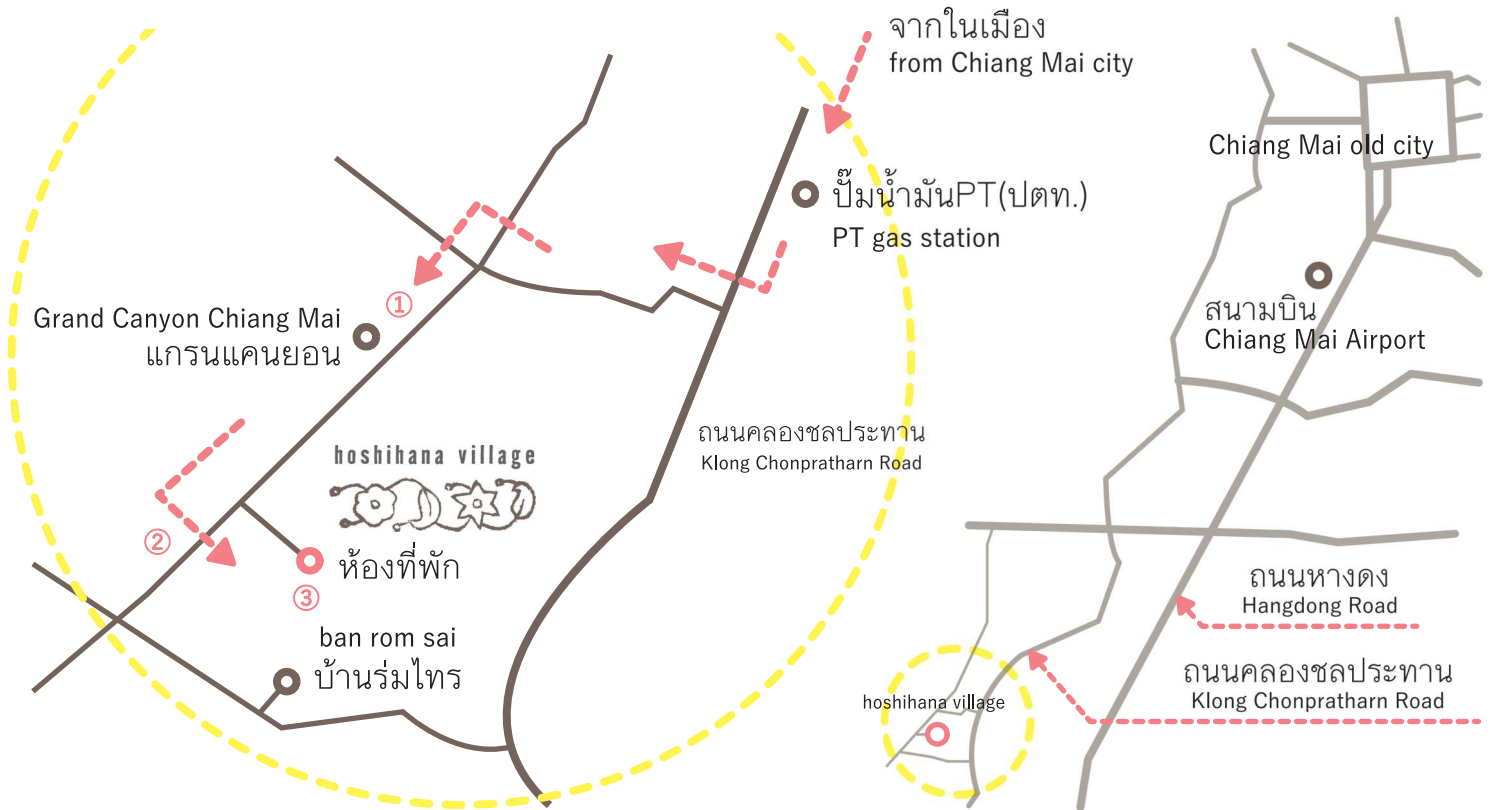 จากในเมือง
from Chiang Mai city
ปั๊มน้ำมันPT(ปตท.)
PT gas station
①
Grand Canyon Chiang Mai
แกรนแคนยอน
ถนนคลองชลประทาน
Klong Chonpratharn Road
hoshihana village
②
ห้องที่พัก
③
ban rom sai
บ้านร่มไทร
Chiang Mai old city
สนามบิน
Chiang Mai Airport
ถนนหางดง
Hangdong Road
ถนนคลองชลประทาน
Klong Chonpratharn Road
hoshihana village